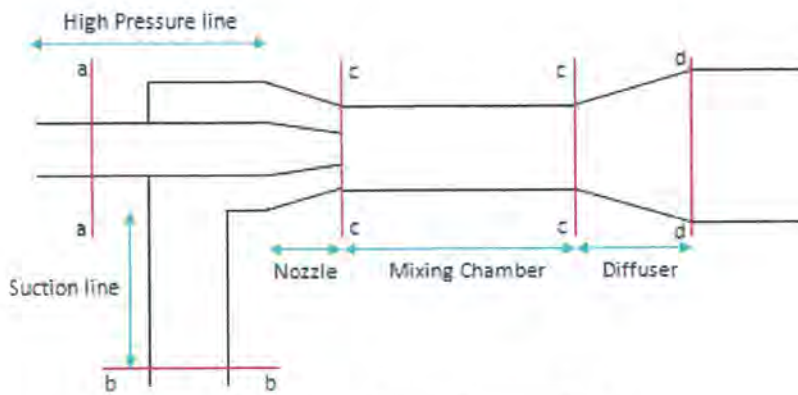 High Pressure line
a
c
c
d
a
c
c
d
Nozzle
Mixing Chamber
Diffuser
Suction line
b
b